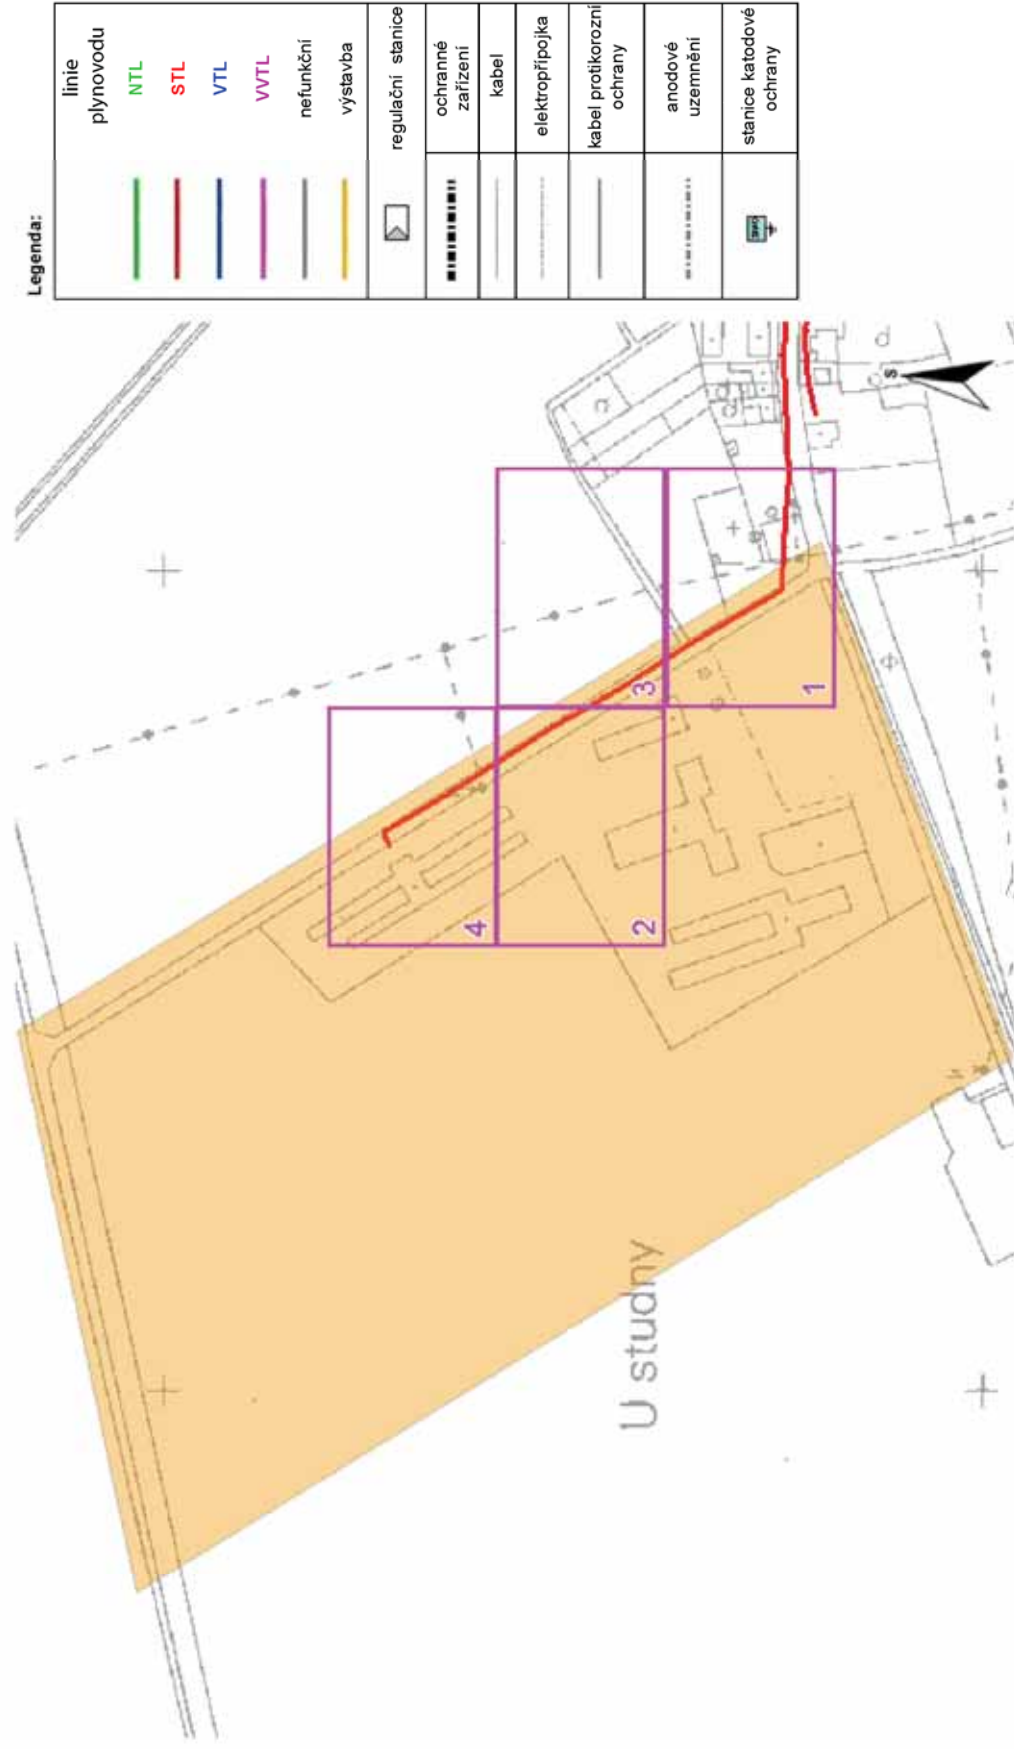 Legenda:
linie
plynovodu
NTL
STL
VTL
VVTL
nefunkční
výstavba
regulační stanice
ochranné
zařízení
kabel
elektropřípojka
kabel protikorozní
ochrany
anodové
uzemnění
stanice katodové
ochrany
S
4
3
2
1
U studny